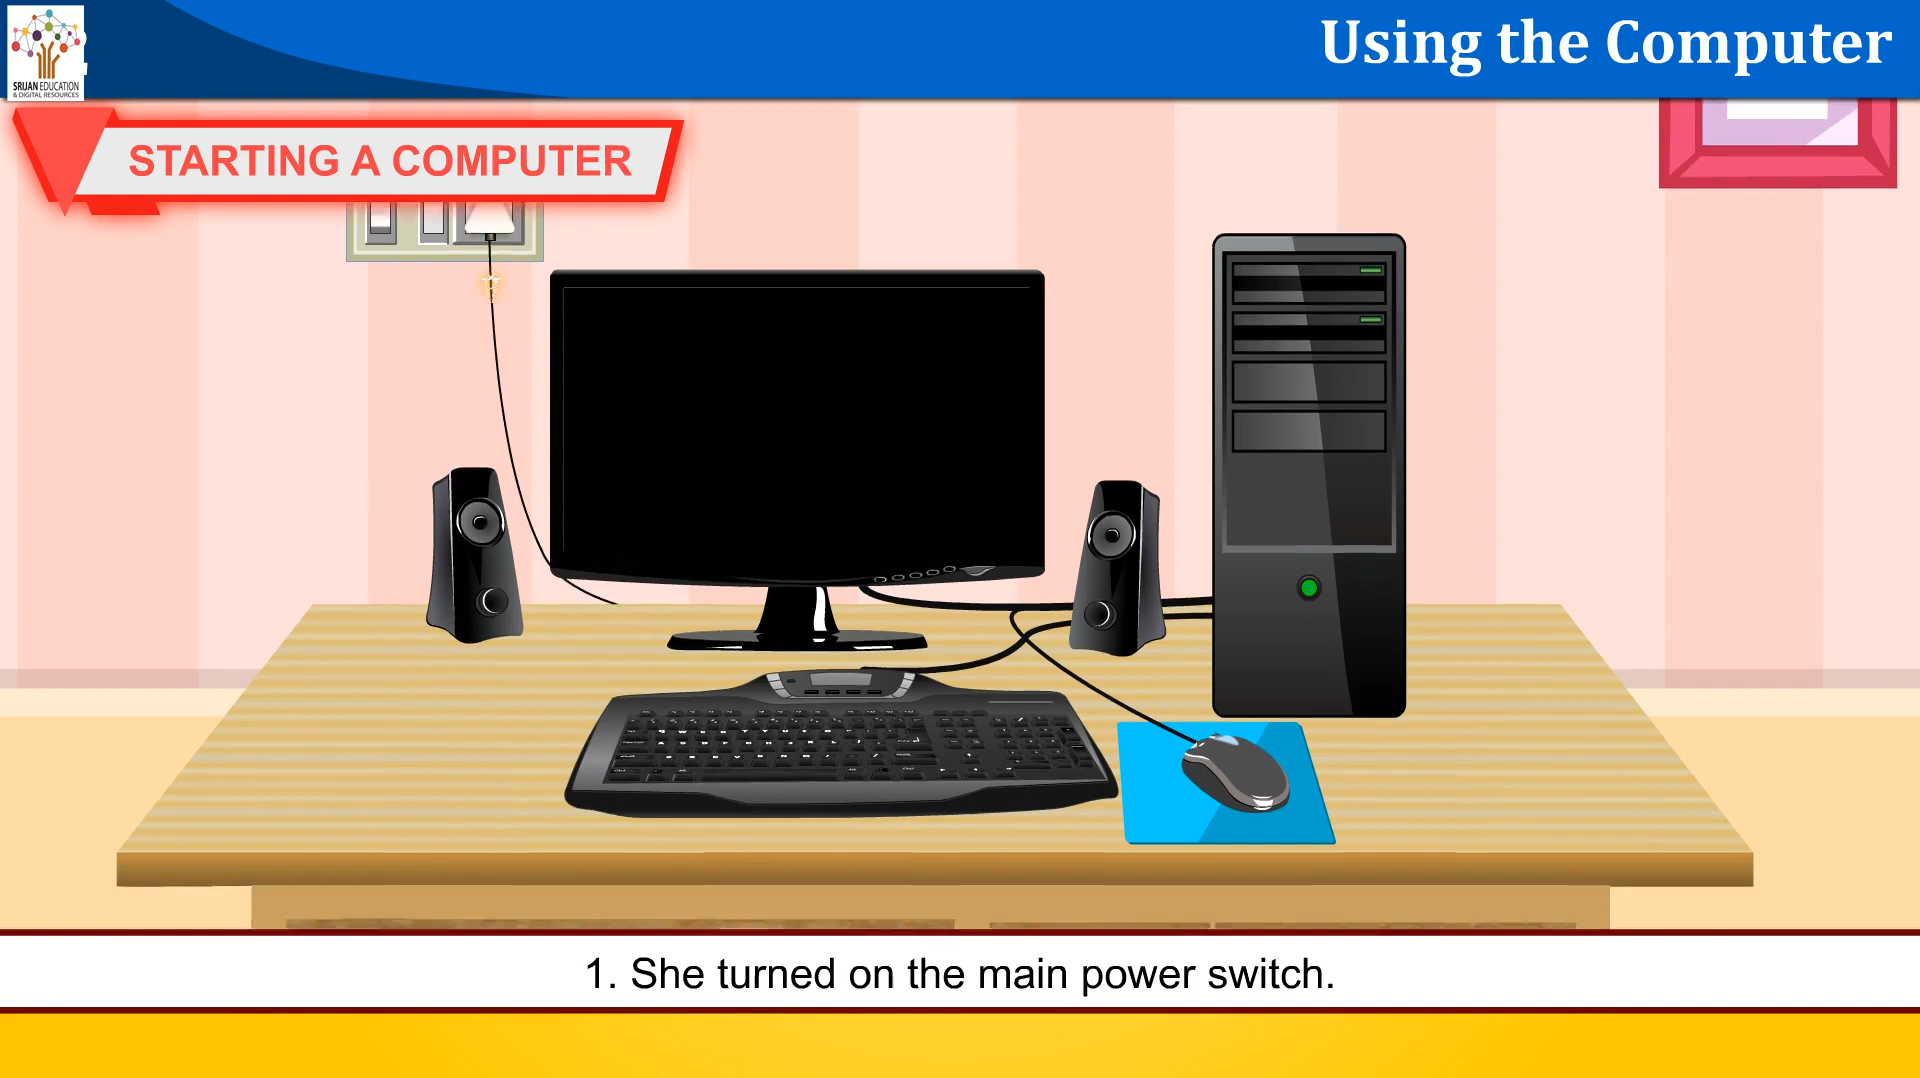 Using the Computer
SRIJAN EDUCATION
& DIGITAL RESOURCES
STARTING A COMPUTER
1. She turned on the main power switch.